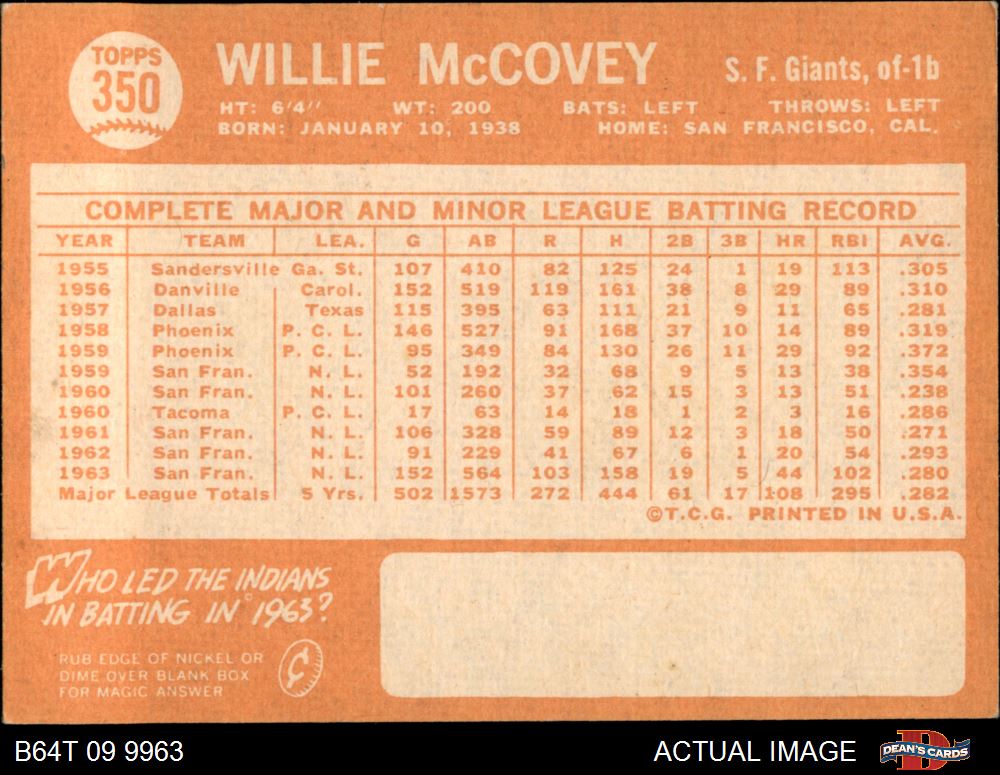 TOPPS
350
WILLIE McCOVEY
S. F. Giants, of-1b
HT: 6'4'' WT: 200 BATS: LEFT THROWS: LEFT
BORN: JANUARY 10, 1938 HOME: SAN FRANCISCO, CAL.
COMPLETE MAJOR AND MINOR LEAGUE BATTING RECORD
YEAR TEAM LEA. G AB R H 2B 3B HR RBI AVG.
1955 Sandersville Ga. St. 107 410 82 125 24 1 19 113 .305
1956 Danville Carol. 152 519 119 161 38 8 29 89 .310
1957 Dallas Texas 115 395 63 111 21 9 11 65 .281
1958 Phoenix P. C. L. 146 527 91 168 37 10 14 89 .319
1959 Phoenix P. C. L. 95 349 84 130 26 11 29 92 .372
1959 San Fran. N. L. 52 192 32 68 9 5 13 38 .354
1960 San Fran. N. L. 101 260 37 62 15 3 13 51 .238
1960 Tacoma P. C. L. 17 63 14 18 1 2 3 16 .286
1961 San Fran. N. L. 106 328 59 89 12 3 18 50 .271
1962 San Fran. N. L. 91 229 41 67 6 1 20 54 .293
1963 San Fran. N. L. 152 564 103 158 19 5 44 102 .280
Major League Totals 5 Yrs. 502 1573 272 444 61 17 108 295 .282
©T.C.G. PRINTED IN U.S.A.
WHO LED THE INDIANS
IN BATTING IN 1963?
RUB EDGE OF NICKEL OR
DIME OVER BLANK BOX
FOR MAGIC ANSWER
¢
B64T 09 9963
ACTUAL IMAGE
D
DEAN'S CARDS